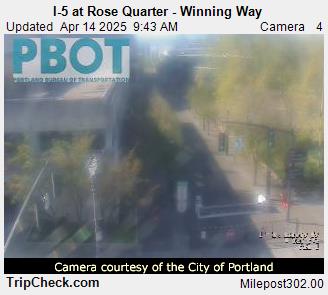 I-5 at Rose Quarter - Winning Way
Updated Apr 14 2025 9:43 AM Camera 4
PBOT
PORTLAND BUREAU OF TRANSPORTATION
Camera courtesy of the City of Portland
TripCheck.com Milepost302.00